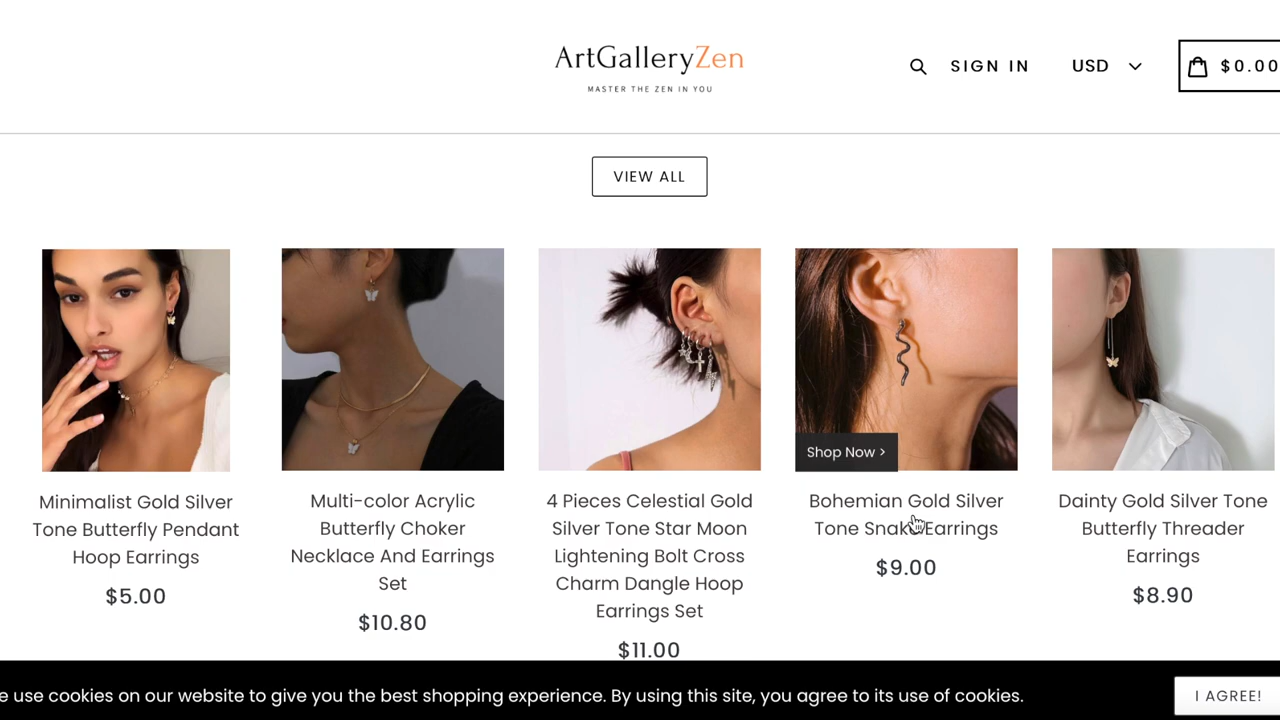 ArtGalleryZen
MASTER THE ZEN IN YOU
SIGN IN
USD
$0.00
VIEW ALL
Shop Now >
Minimalist Gold Silver
Tone Butterfly Pendant
Hoop Earrings
$5.00
Multi-color Acrylic
Butterfly Choker
Necklace And Earrings
Set
$10.80
4 Pieces Celestial Gold
Silver Tone Star Moon
Lightening Bolt Cross
Charm Dangle Hoop
Earrings Set
$11.00
Bohemian Gold Silver
Tone Snake Earrings
$9.00
Dainty Gold Silver Tone
Butterfly Threader
Earrings
$8.90
e use cookies on our website to give you the best shopping experience. By using this site, you agree to its use of cookies.
I AGREE!